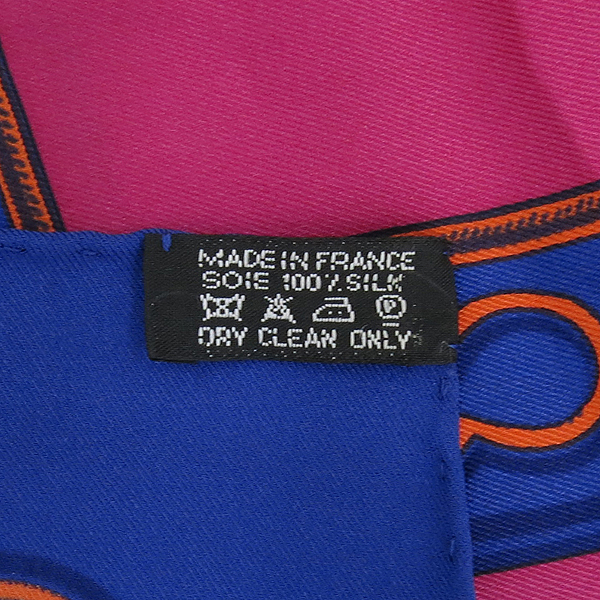 MADE IN FRANCE
SOIE 100% SILK
P
DRY CLEAN ONLY